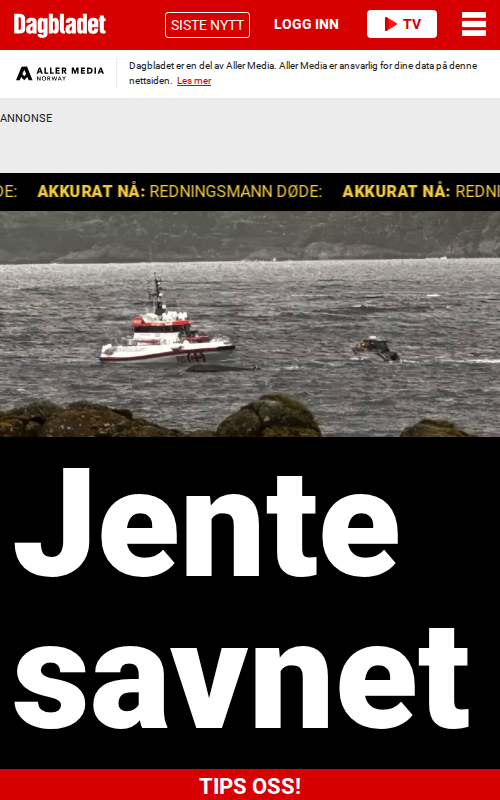 Dagbladet
SISTE NYTT
LOGG INN
TV
ALLER MEDIA
NORWAY
Dagbladet er en del av Aller Media. Aller Media er ansvarlig for dine data på denne
nettsiden. Les mer
ANNONSE
DE: AKKURAT NÅ: REDNINGSMANN DØDE: AKKURAT NÅ: REDNI
Jente
savnet
TIPS OSS!